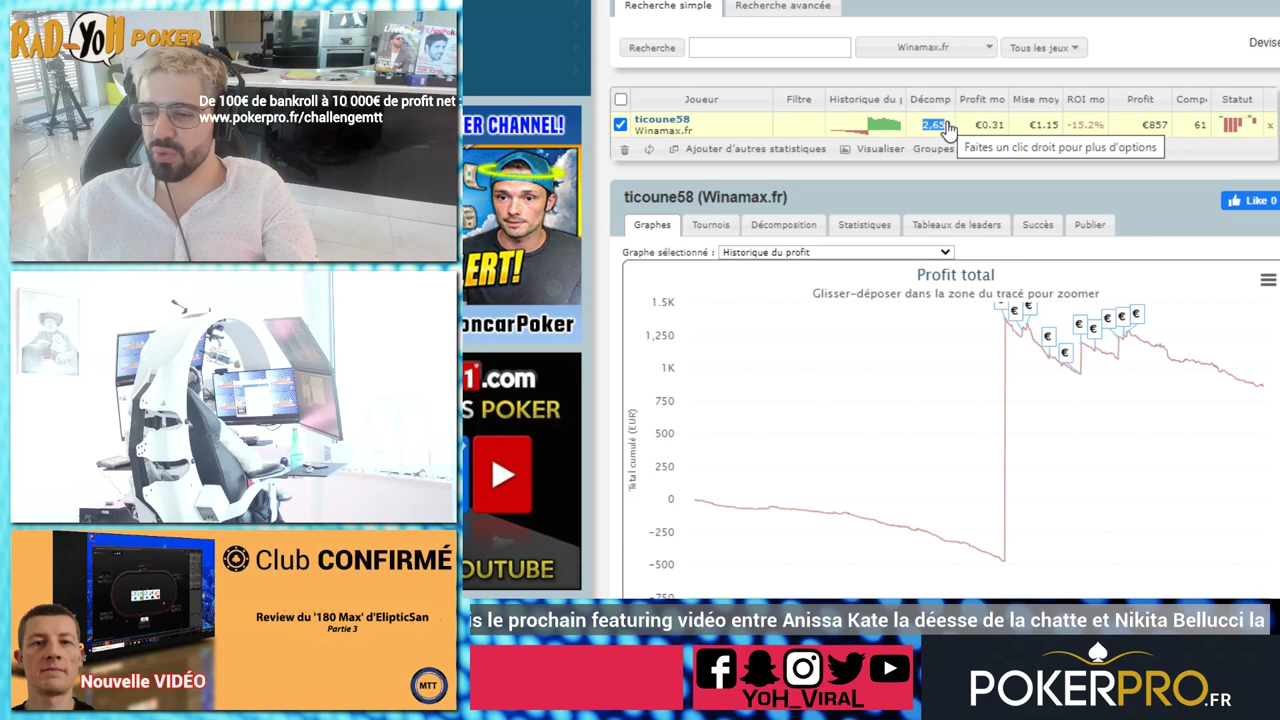 RAD-YOH POKER
De 100€ de bankroll à 10 000€ de profit net :
www.pokerpro.fr/challengemtt
Club CONFIRMÉ
Review du '180 Max' d'ElipticSan
Partie 3
Nouvelle VIDÉO
MTT
ER CHANNEL!
ERT!
oncarPoker
1.com
S POKER
OUTUBE
Recherche simple
Recherche avancée
Recherche
Winamax.fr
Tous les jeux
Devise
Joueur Filtre Historique du p Décomp Profit mo Mise moy ROI mo Profit Comp Statut
ticoune58 2,65 €0.31 €1.15 -15.2% €857 61 x
Winamax.fr
Faites un clic droit pour plus d'options
Ajouter d'autres statistiques Visualiser Groupes
ticoune58 (Winamax.fr)
Like 0
Graphes Tournois Décomposition Statistiques Tableaux de leaders Succès Publier
Graphe sélectionné : Historique du profit
Profit total
Glisser-déposer dans la zone du tracé pour zoomer
1.5K
1,250
1K
750
500
250
0
−250
−500
−750
Total cumulé (EUR)
€ € € € € € € € € €
s le prochain featuring vidéo entre Anissa Kate la déesse de la chatte et Nikita Bellucci la
YoH_ViraL
POKERPRO.FR